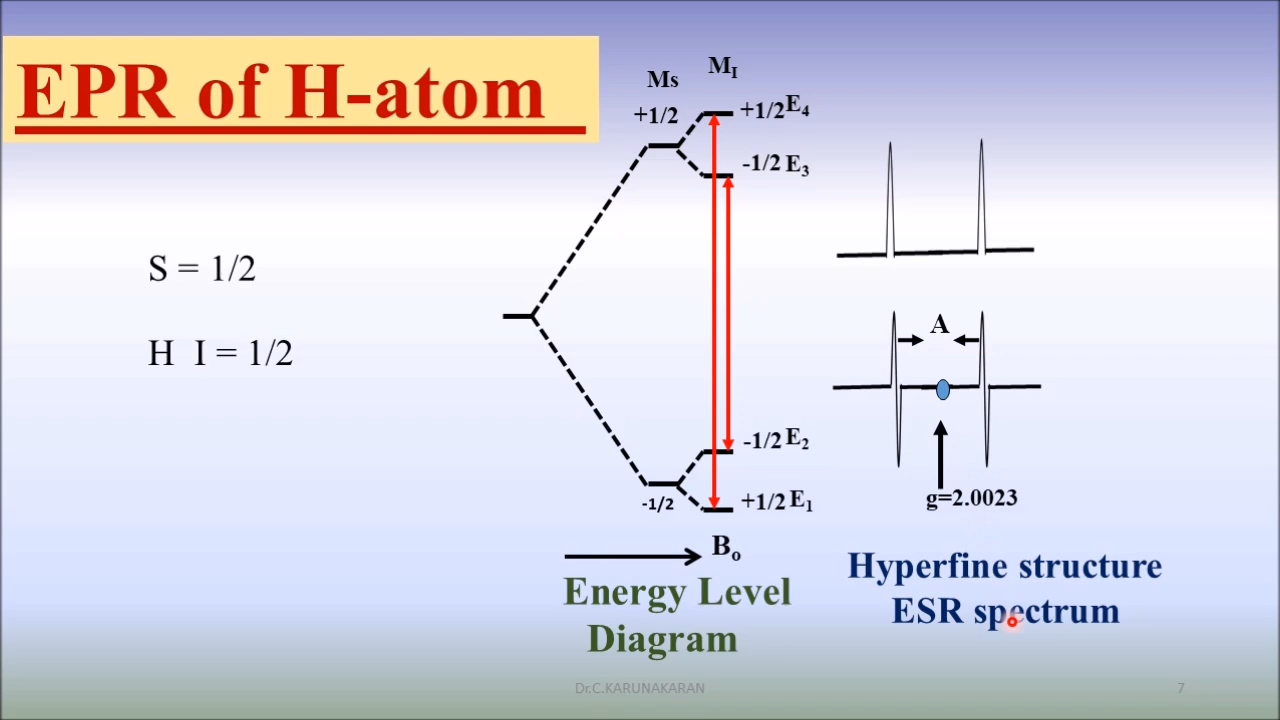 EPR of H-atom
Ms
M_I
+1/2
+1/2 E₄
-1/2 E₃
S = 1/2
H I = 1/2
A
-1/2 E₂
-1/2
+1/2 E₁
g=2.0023
Bₒ
Energy Level
Diagram
Hyperfine structure
ESR spectrum
Dr.C.KARUNAKARAN
7